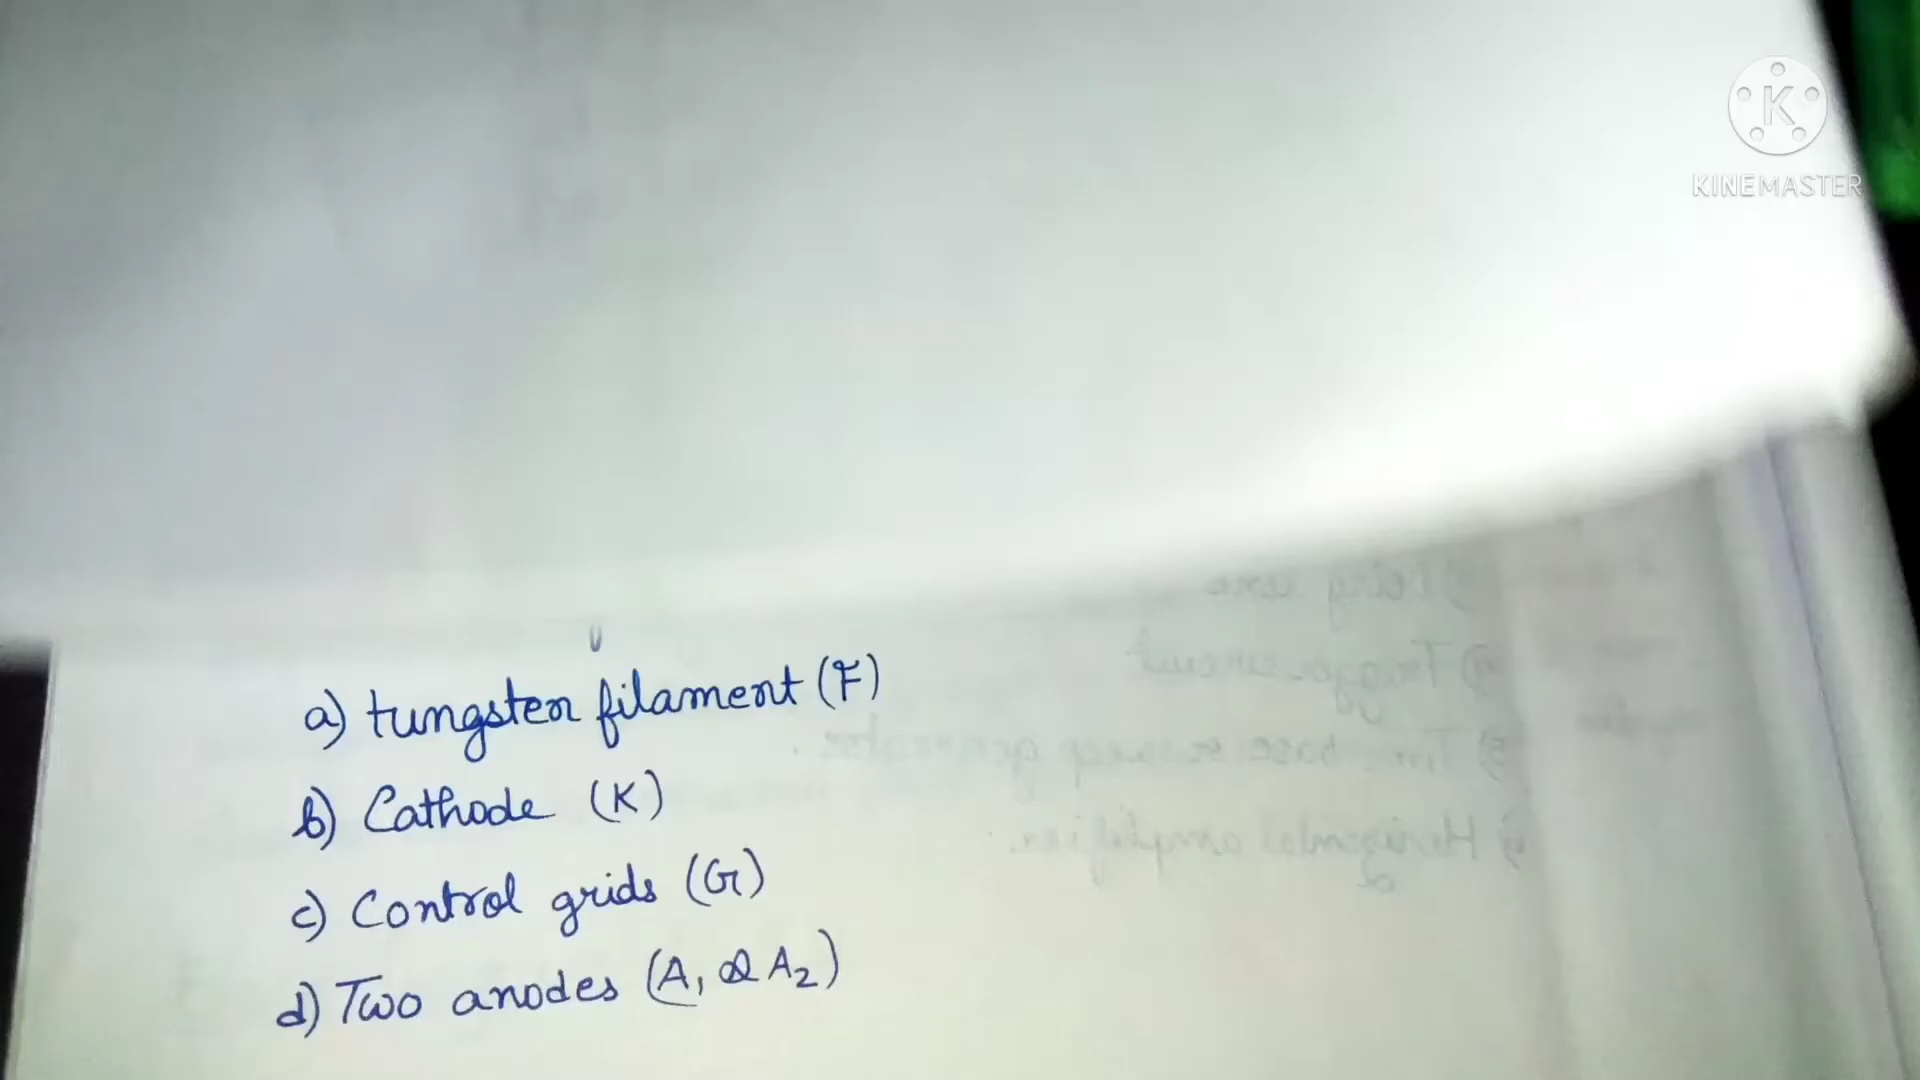 KINEMASTER
a) tungsten filament (F)
b) Cathode (K)
c) Control grids (G)
d) Two anodes (A₁ & A₂)